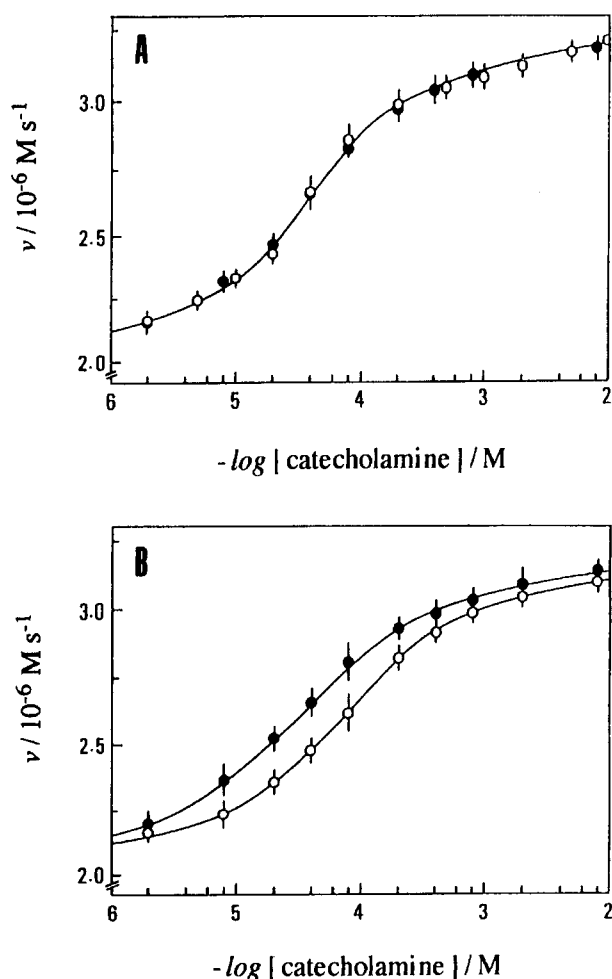 A
v / 10⁻⁶ M s⁻¹
3.0
2.5
2.0
6 5 4 3 2
-log [ catecholamine ] / M
B
v / 10⁻⁶ M s⁻¹
3.0
2.5
2.0
6 5 4 3 2
-log [ catecholamine ] / M